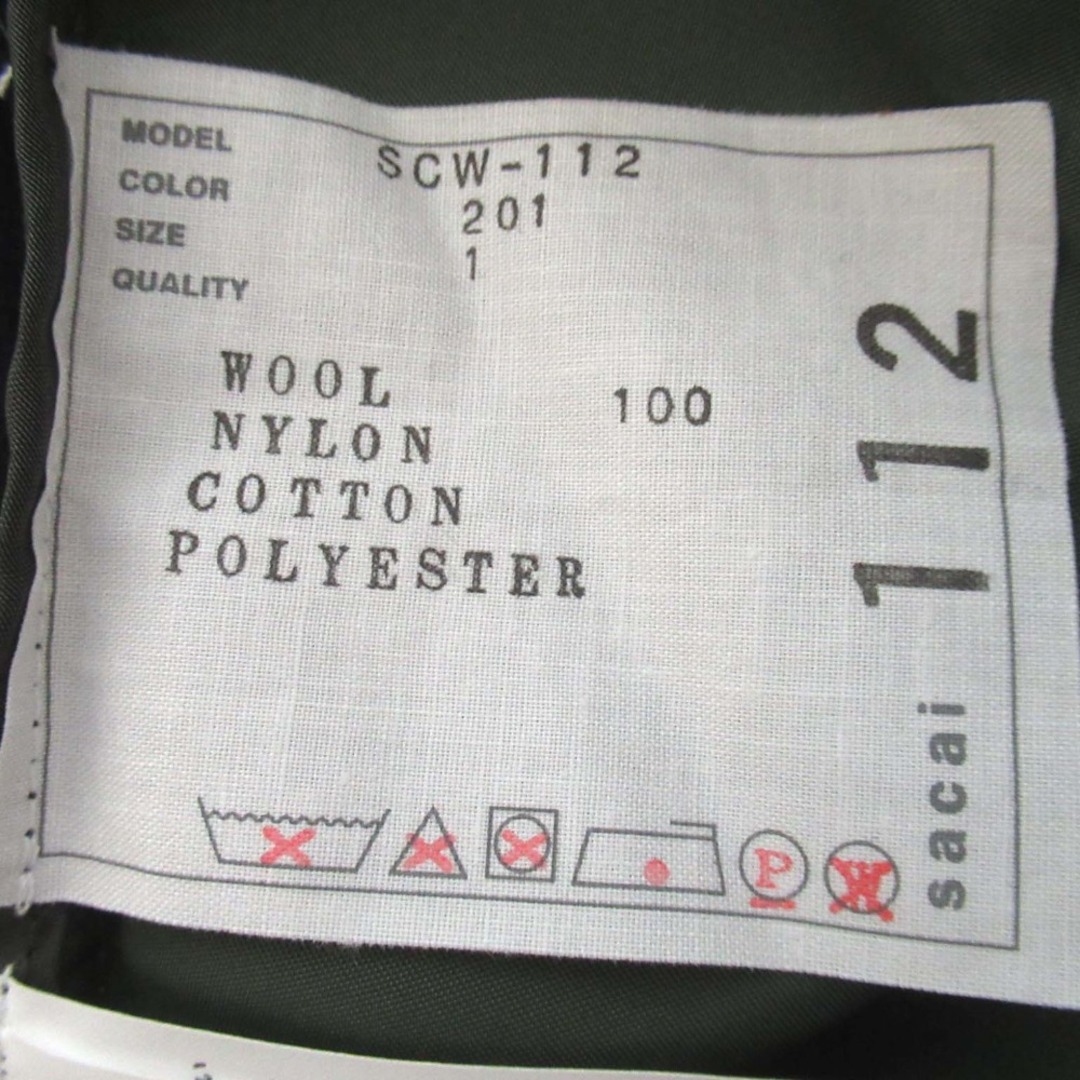 MODEL SCW-112
COLOR 201
SIZE 1
QUALITY
WOOL 100
NYLON
COTTON
POLYESTER
112
sacai
P
W